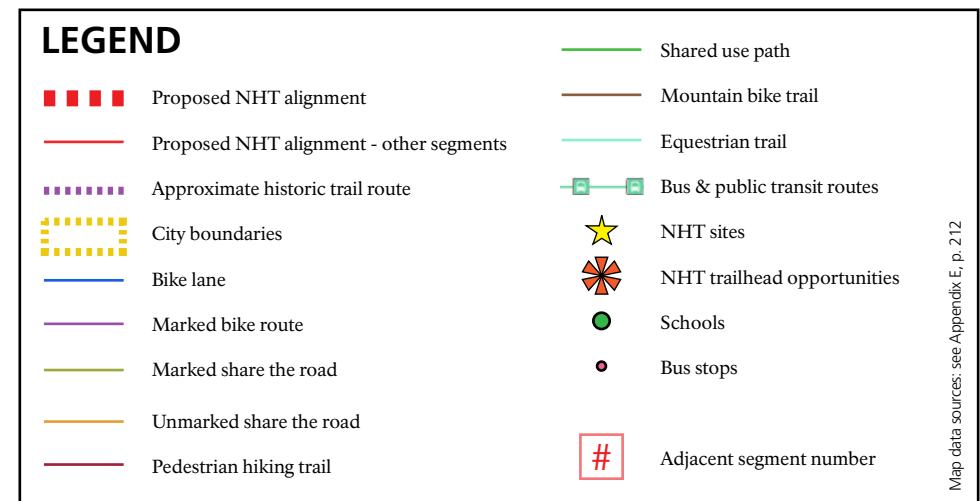 LEGEND
Proposed NHT alignment
Proposed NHT alignment - other segments
Approximate historic trail route
City boundaries
Bike lane
Marked bike route
Marked share the road
Unmarked share the road
Pedestrian hiking trail
Shared use path
Mountain bike trail
Equestrian trail
Bus & public transit routes
NHT sites
NHT trailhead opportunities
Schools
Bus stops
# Adjacent segment number
Map data sources: see Appendix E, p. 212